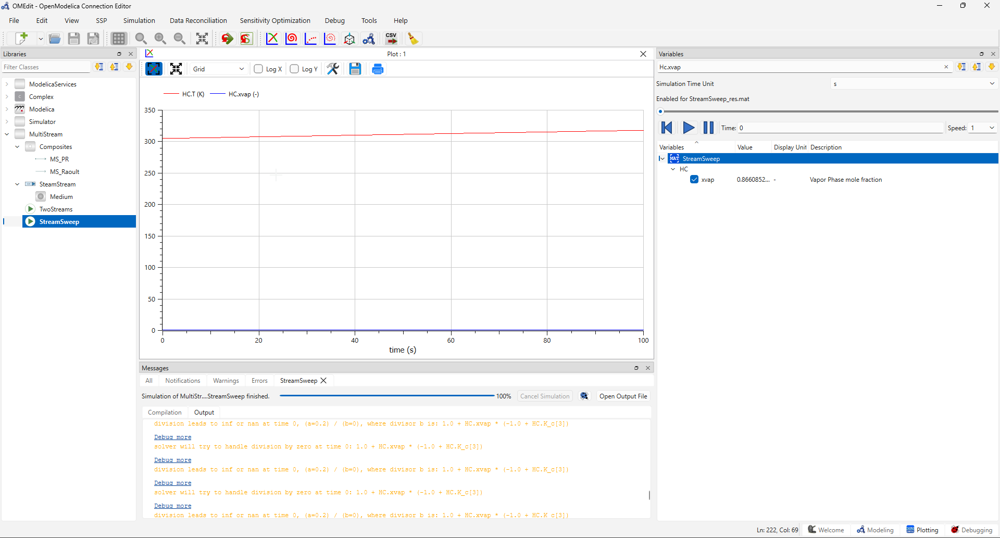 OMEdit - OpenModelica Connection Editor
File Edit View SSP Simulation Data Reconciliation Sensitivity Optimization Debug Tools Help
CSV
Libraries
Filter Classes
ModelicaServices
C Complex
Modelica
Simulator
MultiStream
Composites
MS_PR
MS_Raoult
SteamStream
Medium
TwoStreams
StreamSweep
Plot : 1
Grid Log X Log Y
HC.T (K) HC.xvap (-)
350
300
250
200
150
100
50
0
0 20 40 60 80 100
time (s)
Messages
All Notifications Warnings Errors StreamSweep
Simulation of MultiStr....StreamSweep finished. 100% Cancel Simulation Open Output File
Compilation Output
division leads to inf or nan at time 0, (a=0.2) / (b=0), where divisor b is: 1.0 + HC.xvap * (-1.0 + HC.K_c[3])
Debug more
solver will try to handle division by zero at time 0: 1.0 + HC.xvap * (-1.0 + HC.K_c[3])
Debug more
division leads to inf or nan at time 0, (a=0.2) / (b=0), where divisor b is: 1.0 + HC.xvap * (-1.0 + HC.K_c[3])
Debug more
solver will try to handle division by zero at time 0: 1.0 + HC.xvap * (-1.0 + HC.K_c[3])
Debug more
division leads to inf or nan at time 0, (a=0.2) / (b=0), where divisor b is: 1.0 + HC.xvap * (-1.0 + HC.K_c[3])
Variables
Hc.xvap
Simulation Time Unit s
Enabled for StreamSweep_res.mat
Time: 0 Speed: 1
Variables Value Display Unit Description
MAT StreamSweep
HC
xvap 0.8660852... - Vapor Phase mole fraction
Ln: 222, Col: 69 Welcome Modeling Plotting Debugging